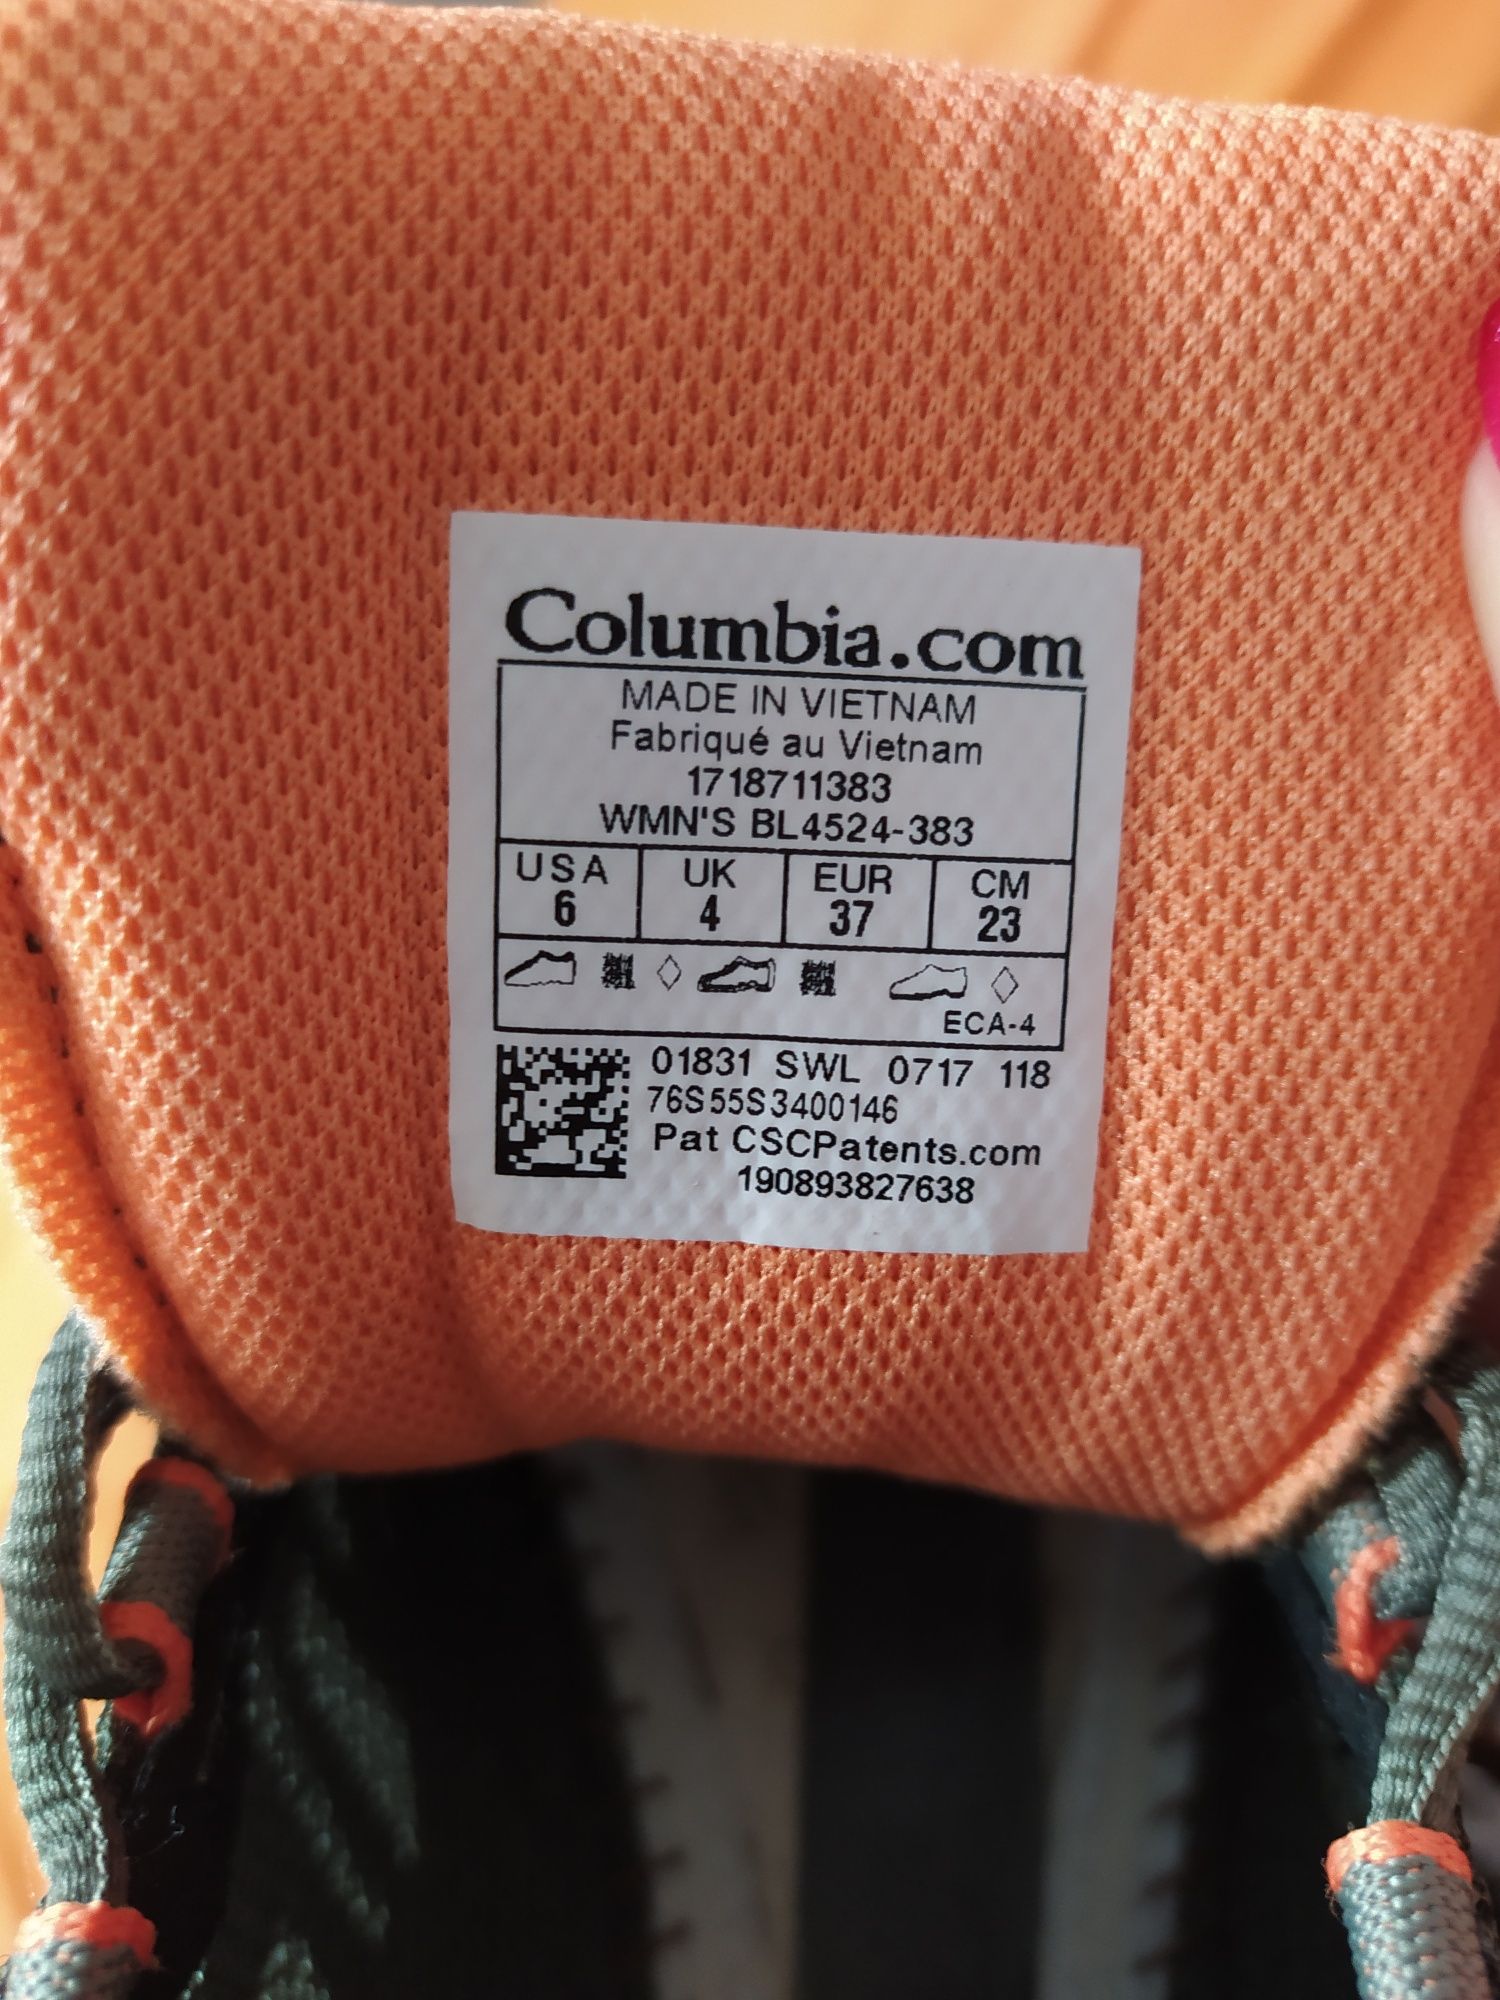 Columbia.com
MADE IN VIETNAM
Fabriqué au Vietnam
1718711383
WMN'S BL4524-383
USA UK EUR CM
6 4 37 23
ECA-4
01831 SWL 0717 118
76S55S3400146
Pat CSCPatents.com
190893827638